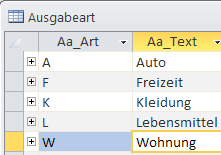 Ausgabeart
Aa_Art Aa_Text
A Auto
F Freizeit
K Kleidung
L Lebensmittel
W Wohnung